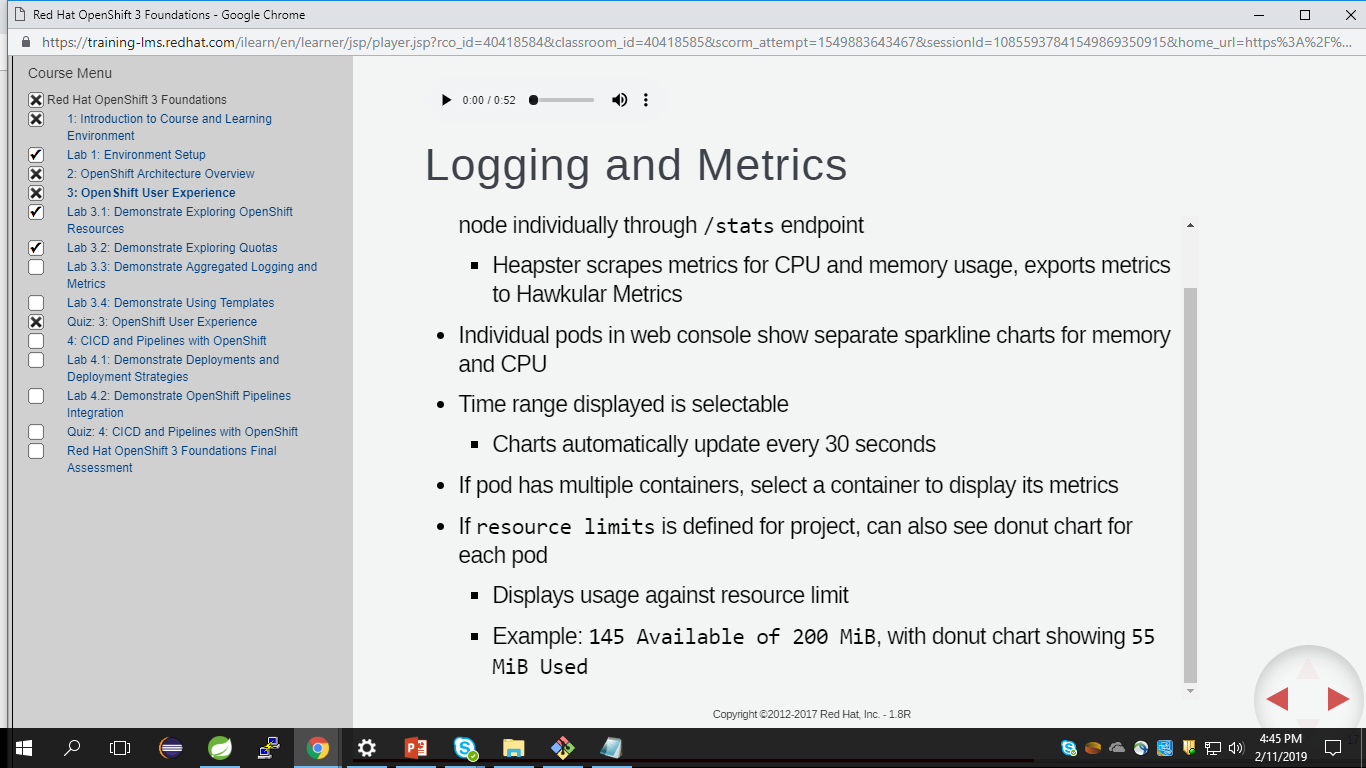 Red Hat OpenShift 3 Foundations - Google Chrome
https://training-lms.redhat.com/ilearn/en/learner/jsp/player.jsp?rco_id=40418584&classroom_id=40418585&scorm_attempt=1549883643467&sessionId=10855937841549869350915&home_url=https%3A%2F%...
Course Menu
Red Hat OpenShift 3 Foundations
1: Introduction to Course and Learning
Environment
Lab 1: Environment Setup
2: OpenShift Architecture Overview
3: OpenShift User Experience
Lab 3.1: Demonstrate Exploring OpenShift
Resources
Lab 3.2: Demonstrate Exploring Quotas
Lab 3.3: Demonstrate Aggregated Logging and
Metrics
Lab 3.4: Demonstrate Using Templates
Quiz: 3: OpenShift User Experience
4: CICD and Pipelines with OpenShift
Lab 4.1: Demonstrate Deployments and
Deployment Strategies
Lab 4.2: Demonstrate OpenShift Pipelines
Integration
Quiz: 4: CICD and Pipelines with OpenShift
Red Hat OpenShift 3 Foundations Final
Assessment
0:00 / 0:52
Logging and Metrics
node individually through /stats endpoint
Heapster scrapes metrics for CPU and memory usage, exports metrics
to Hawkular Metrics
Individual pods in web console show separate sparkline charts for memory
and CPU
Time range displayed is selectable
Charts automatically update every 30 seconds
If pod has multiple containers, select a container to display its metrics
If resource limits is defined for project, can also see donut chart for
each pod
Displays usage against resource limit
Example: 145 Available of 200 MiB, with donut chart showing 55
MiB Used
Copyright ©2012-2017 Red Hat, Inc. - 1.8R
4:45 PM
2/11/2019